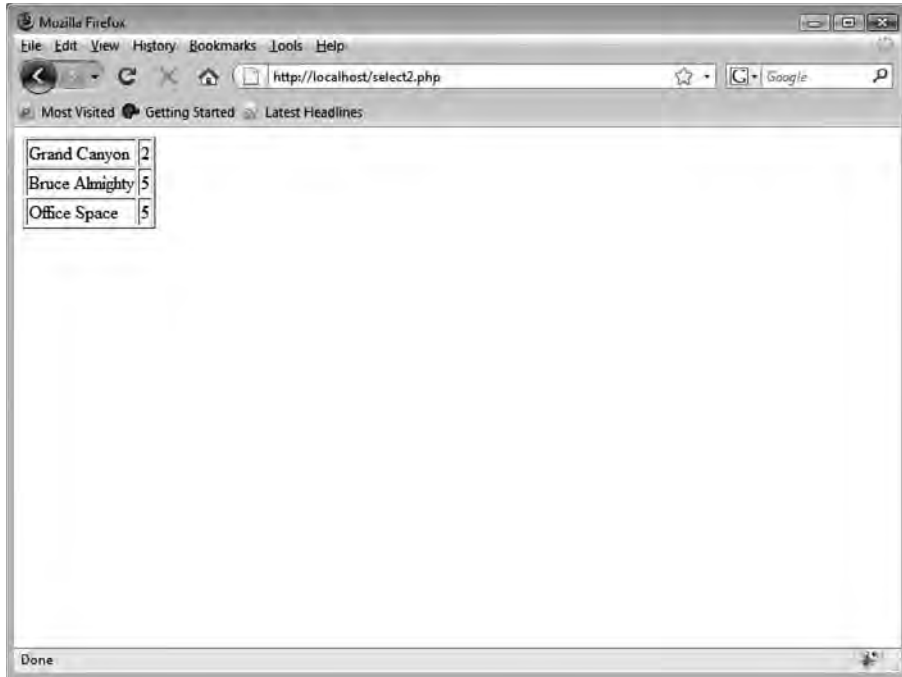 Mozilla Firefox
File Edit View History Bookmarks Tools Help
http://localhost/select2.php
G Google
Most Visited Getting Started Latest Headlines
Grand Canyon 2
Bruce Almighty 5
Office Space 5
Done